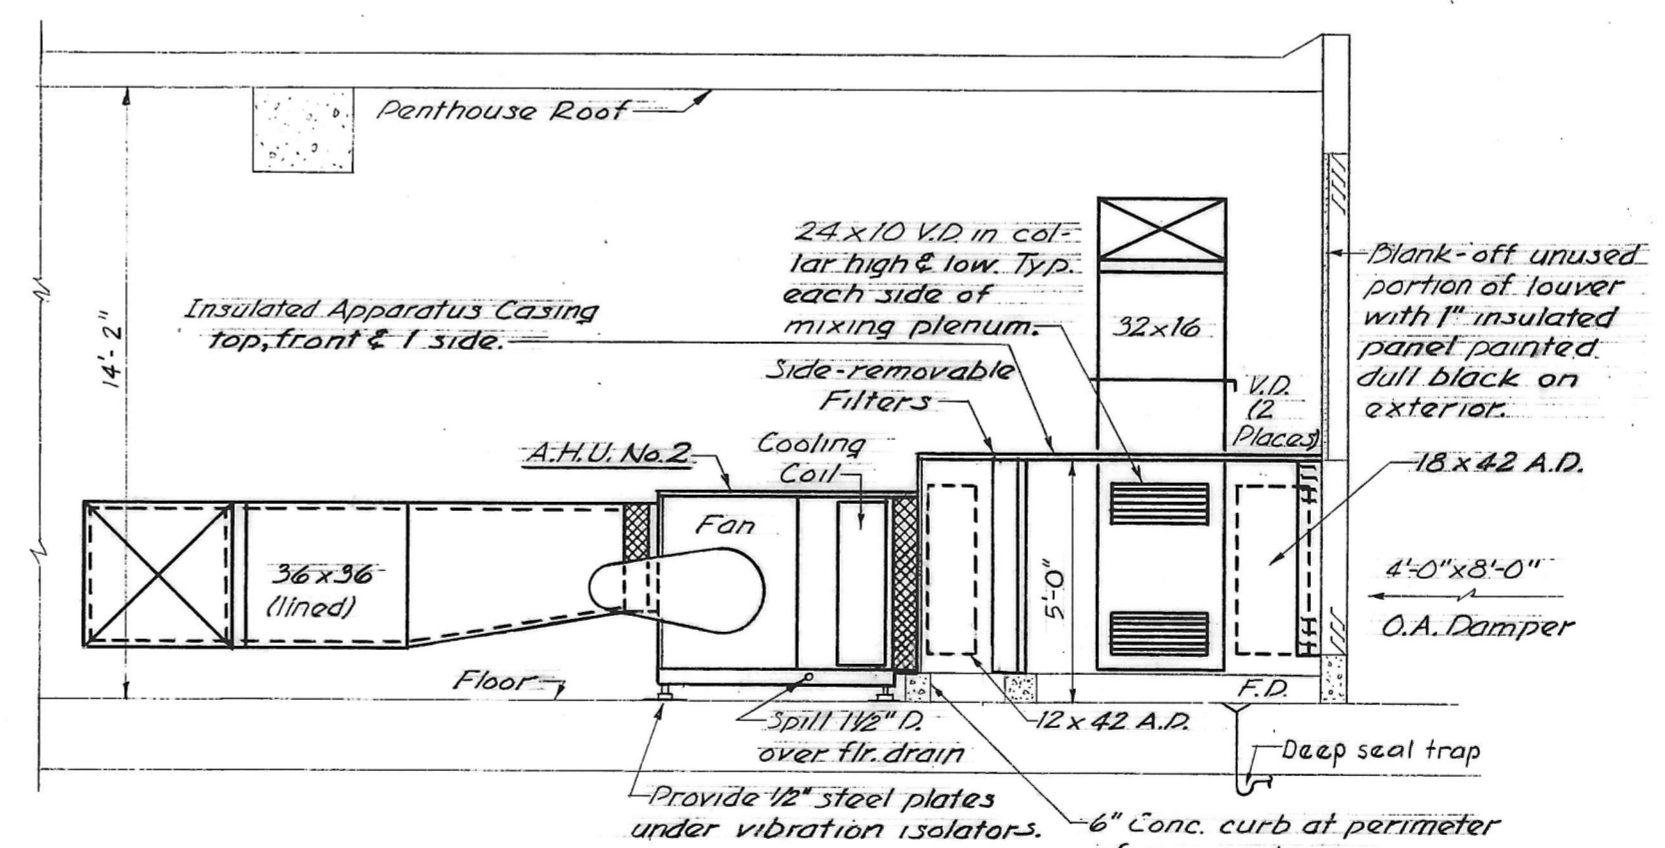 Penthouse Roof
14'-2"
24x10 V.D. in col-
lar high & low. Typ.
each side of
mixing plenum.
Insulated Apparatus Casing
top, front & 1 side.
32x16
Blank-off unused
portion of louver
with 1" insulated
panel painted
dull black on
exterior.
Side-removable
Filters
V.D.
(2
Places)
A.H.U. No. 2
Cooling
Coil
18x42 A.D.
Fan
36x36
(lined)
5'-0"
4'-0"x8'-0"
O.A. Damper
Floor
F.D.
Spill 1½" D.
over flr. drain
12x42 A.D.
Deep seal trap
Provide ½" steel plates
under vibration isolators.
6" Conc. curb at perimeter